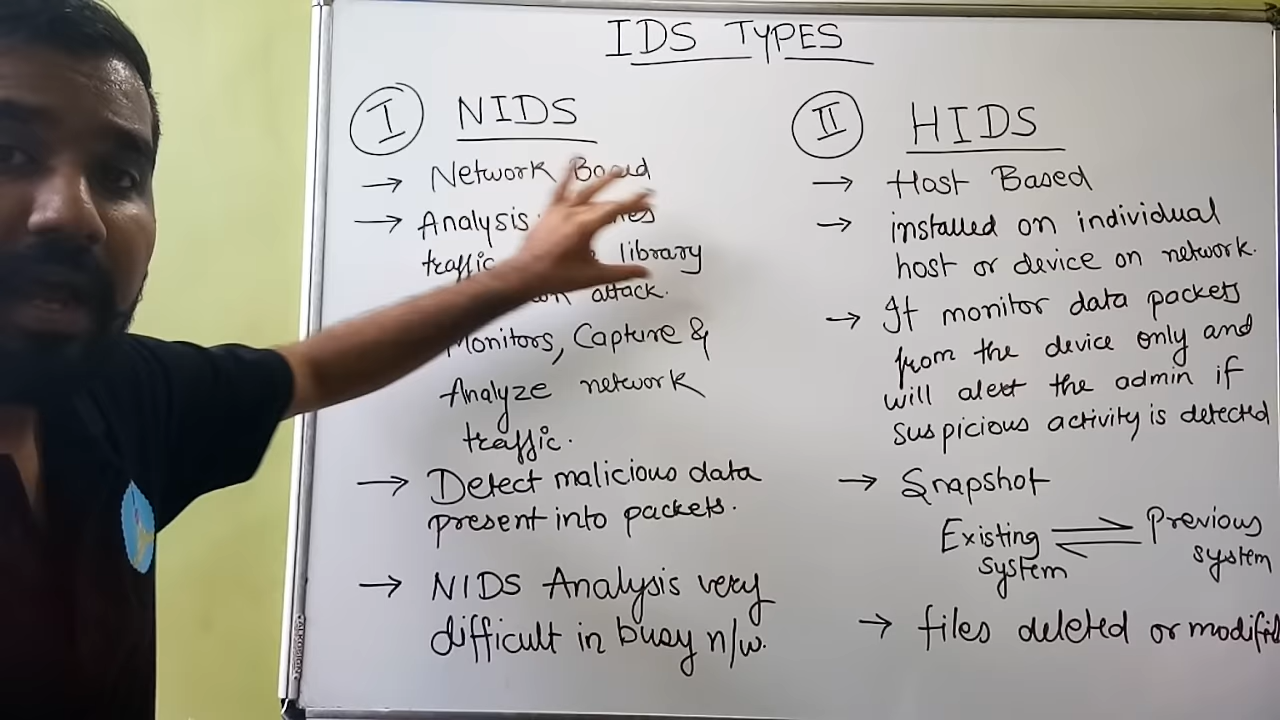 IDS TYPES
I NIDS
→ Network Based
→ Analysis
traffic library
attack.
Monitors, Capture &
Analyze network
traffic.
→ Detect malicious data
present into packets.
→ NIDS Analysis very
difficult in busy n/w.
II HIDS
→ Host Based
→ installed on individual
host or device on network.
→ It monitor data packets
from the device only and
will alert the admin if
suspicious activity is detected
→ Snapshot
Existing ⇌ Previous
system system
→ files deleted or modified